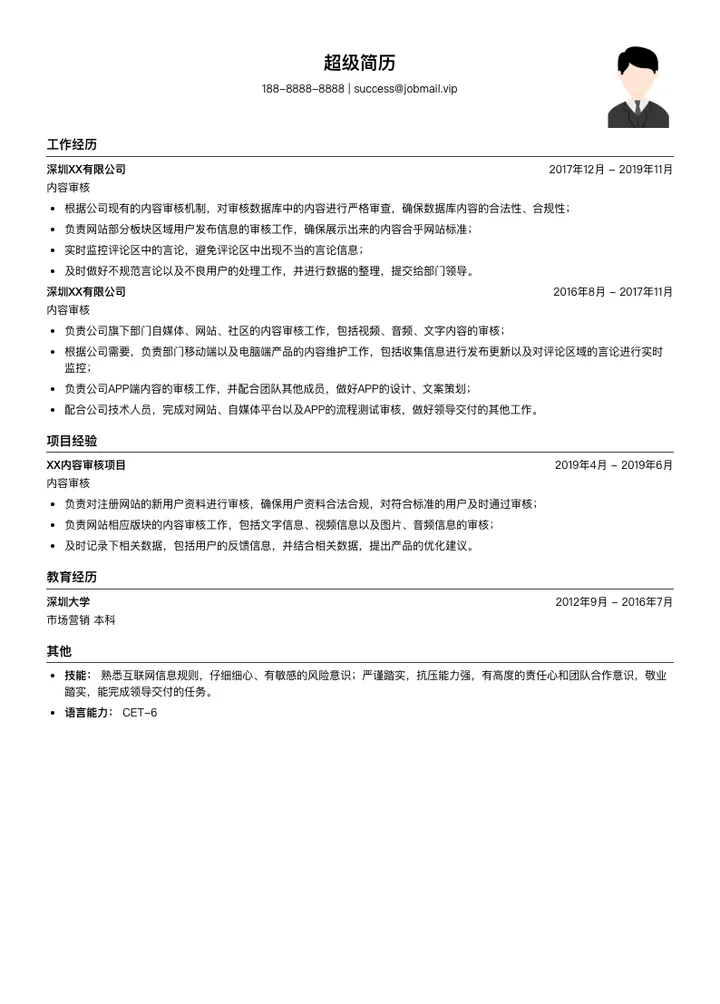 超级简历
188-8888-8888 | success@jobmail.vip
工作经历
深圳XX有限公司 2017年12月 - 2019年11月
内容审核
• 根据公司现有的内容审核机制，对审核数据库中的内容进行严格审查，确保数据库内容的合法性、合规性；
• 负责网站部分板块区域用户发布信息的审核工作，确保展示出来的内容合乎网站标准；
• 实时监控评论区中的言论，避免评论区中出现不当的言论信息；
• 及时做好不规范言论以及不良用户的处理工作，并进行数据的整理，提交给部门领导。
深圳XX有限公司 2016年8月 - 2017年11月
内容审核
• 负责公司旗下部门自媒体、网站、社区的内容审核工作，包括视频、音频、文字内容的审核；
• 根据公司需要，负责部门移动端以及电脑端产品的内容维护工作，包括收集信息进行发布更新以及对评论区域的言论进行实时
监控；
• 负责公司APP端内容的审核工作，并配合团队其他成员，做好APP的设计、文案策划；
• 配合公司技术人员，完成对网站、自媒体平台以及APP的流程测试审核，做好领导交付的其他工作。
项目经验
XX内容审核项目 2019年4月 - 2019年6月
内容审核
• 负责对注册网站的新用户资料进行审核，确保用户资料合法合规，对符合标准的用户及时通过审核；
• 负责网站相应版块的内容审核工作，包括文字信息、视频信息以及图片、音频信息的审核；
• 及时记录下相关数据，包括用户的反馈信息，并结合相关数据，提出产品的优化建议。
教育经历
深圳大学 2012年9月 - 2016年7月
市场营销 本科
其他
• 技能： 熟悉互联网信息规则，仔细细心、有敏感的风险意识；严谨踏实，抗压能力强，有高度的责任心和团队合作意识，敬业
踏实，能完成领导交付的任务。
• 语言能力： CET-6